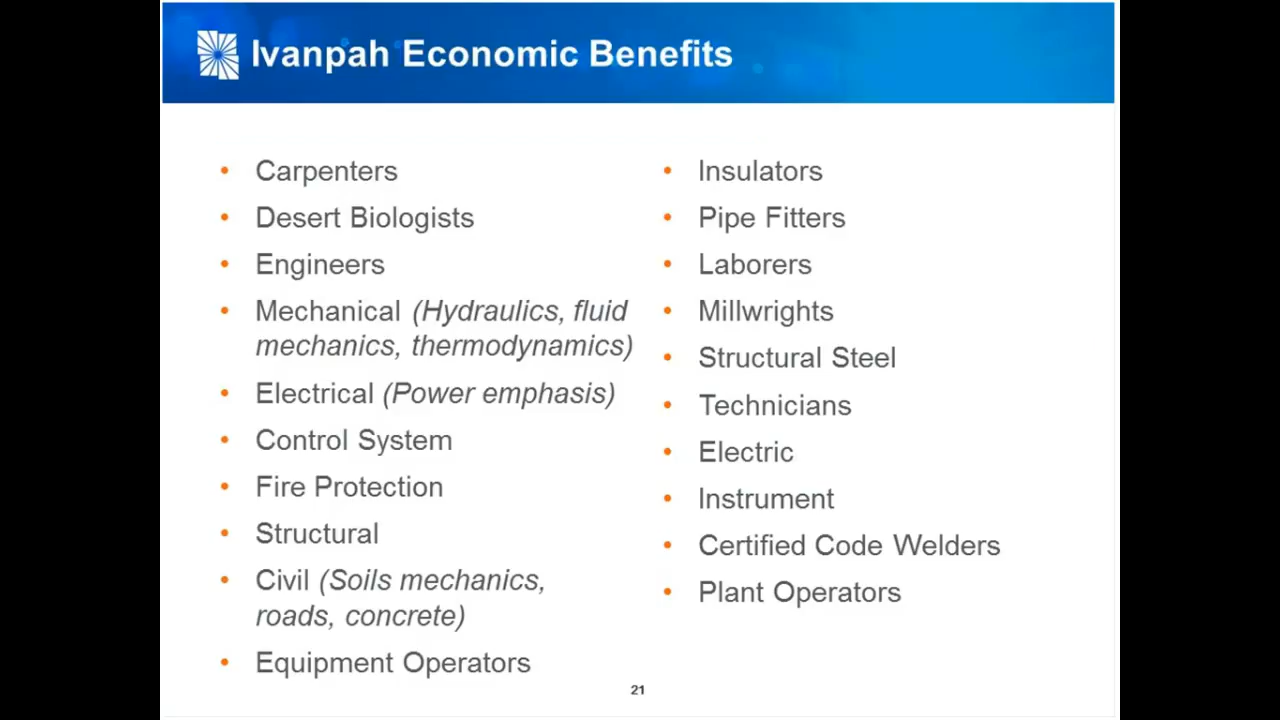 Ivanpah Economic Benefits
• Carpenters
• Desert Biologists
• Engineers
• Mechanical (Hydraulics, fluid
mechanics, thermodynamics)
• Electrical (Power emphasis)
• Control System
• Fire Protection
• Structural
• Civil (Soils mechanics,
roads, concrete)
• Equipment Operators
• Insulators
• Pipe Fitters
• Laborers
• Millwrights
• Structural Steel
• Technicians
• Electric
• Instrument
• Certified Code Welders
• Plant Operators
21